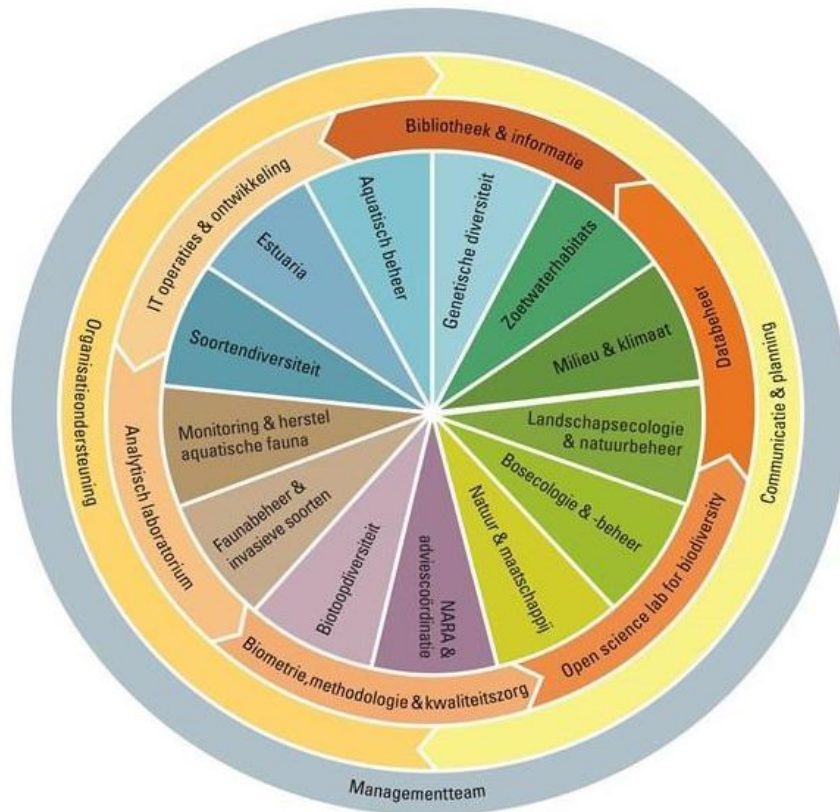 Bibliotheek & informatie
Databeheer
Open science lab for biodiversity
Biometrie, methodologie & kwaliteitszorg
Analytisch laboratorium
IT operaties & ontwikkeling
Communicatie & planning
Organisatieondersteuning
Genetische diversiteit
Zoetwaterhabitats
Milieu & klimaat
Landschapsecologie
& natuurbeheer
Bosecologie & -beheer
Natuur & maatschappij
NARA &
adviescoördinatie
Biotoopdiversiteit
Faunabeheer &
invasieve soorten
Monitoring & herstel
aquatische fauna
Soortendiversiteit
Estuaria
Aquatisch
beheer
Managementteam